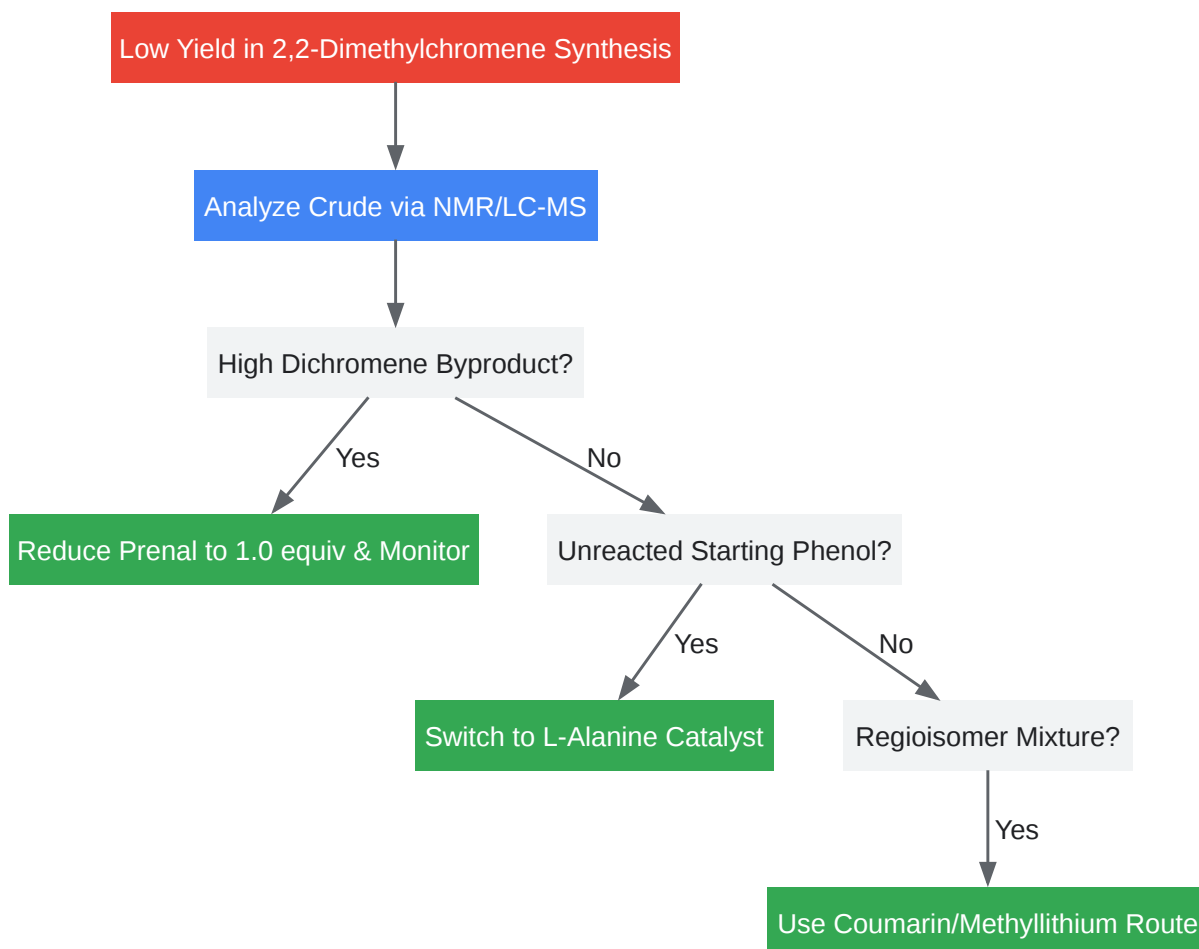 Low Yield in 2,2-Dimethylchromene Synthesis
Analyze Crude via NMR/LC-MS
High Dichromene Byproduct?
Yes
No
Reduce Prenal to 1.0 equiv & Monitor
Unreacted Starting Phenol?
Yes
No
Switch to L-Alanine Catalyst
Regioisomer Mixture?
Yes
Use Coumarin/Methyllithium Route